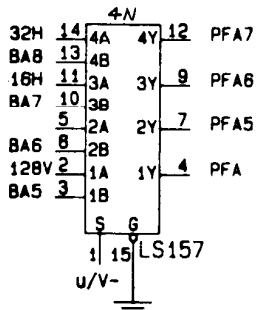 4N
32H 14 4A 4Y 12 PFA7
BA8 13 4B
16H 11 3A 3Y 9 PFA6
BA7 10 3B
5 2A 2Y 7 PFA5
BA6 6 2B
128V 2 1A 1Y 4 PFA
BA5 3 1B
S G
1 15 LS157
u/V-